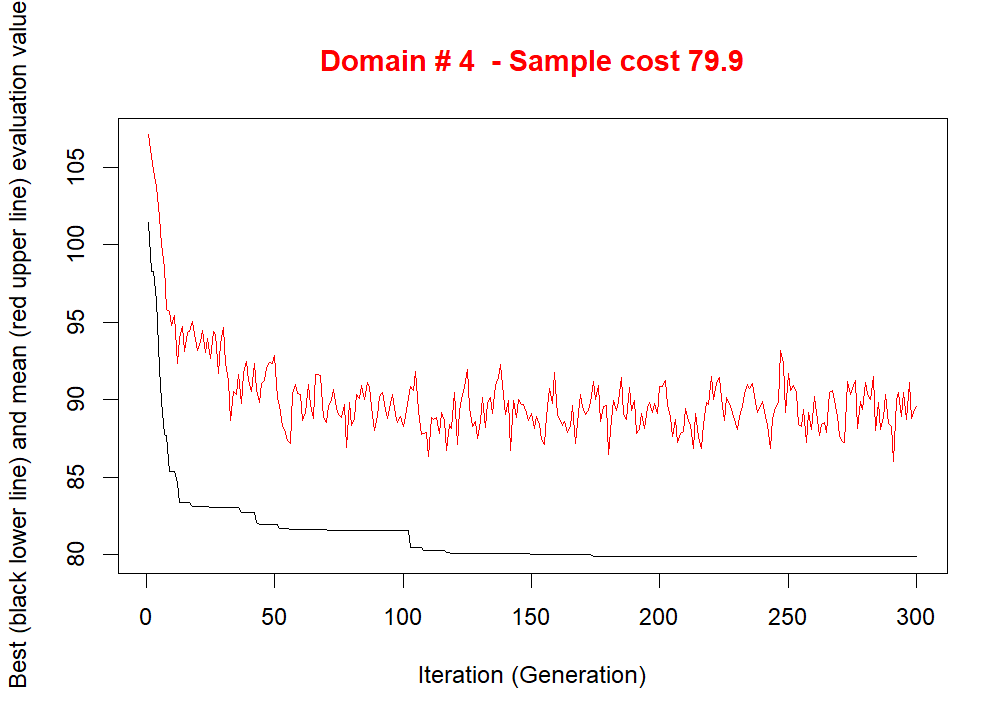 Domain # 4  - Sample cost 79.9
Best (black lower line) and mean (red upper line) evaluation value
105
100
95
90
85
80
0 50 100 150 200 250 300
Iteration (Generation)